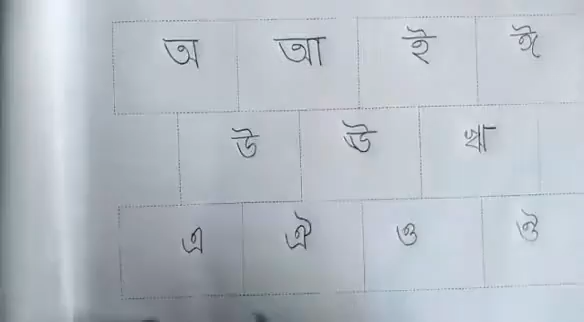 অ আ ই ঈ
উ ঊ ঋ
এ ঐ ও ঔ